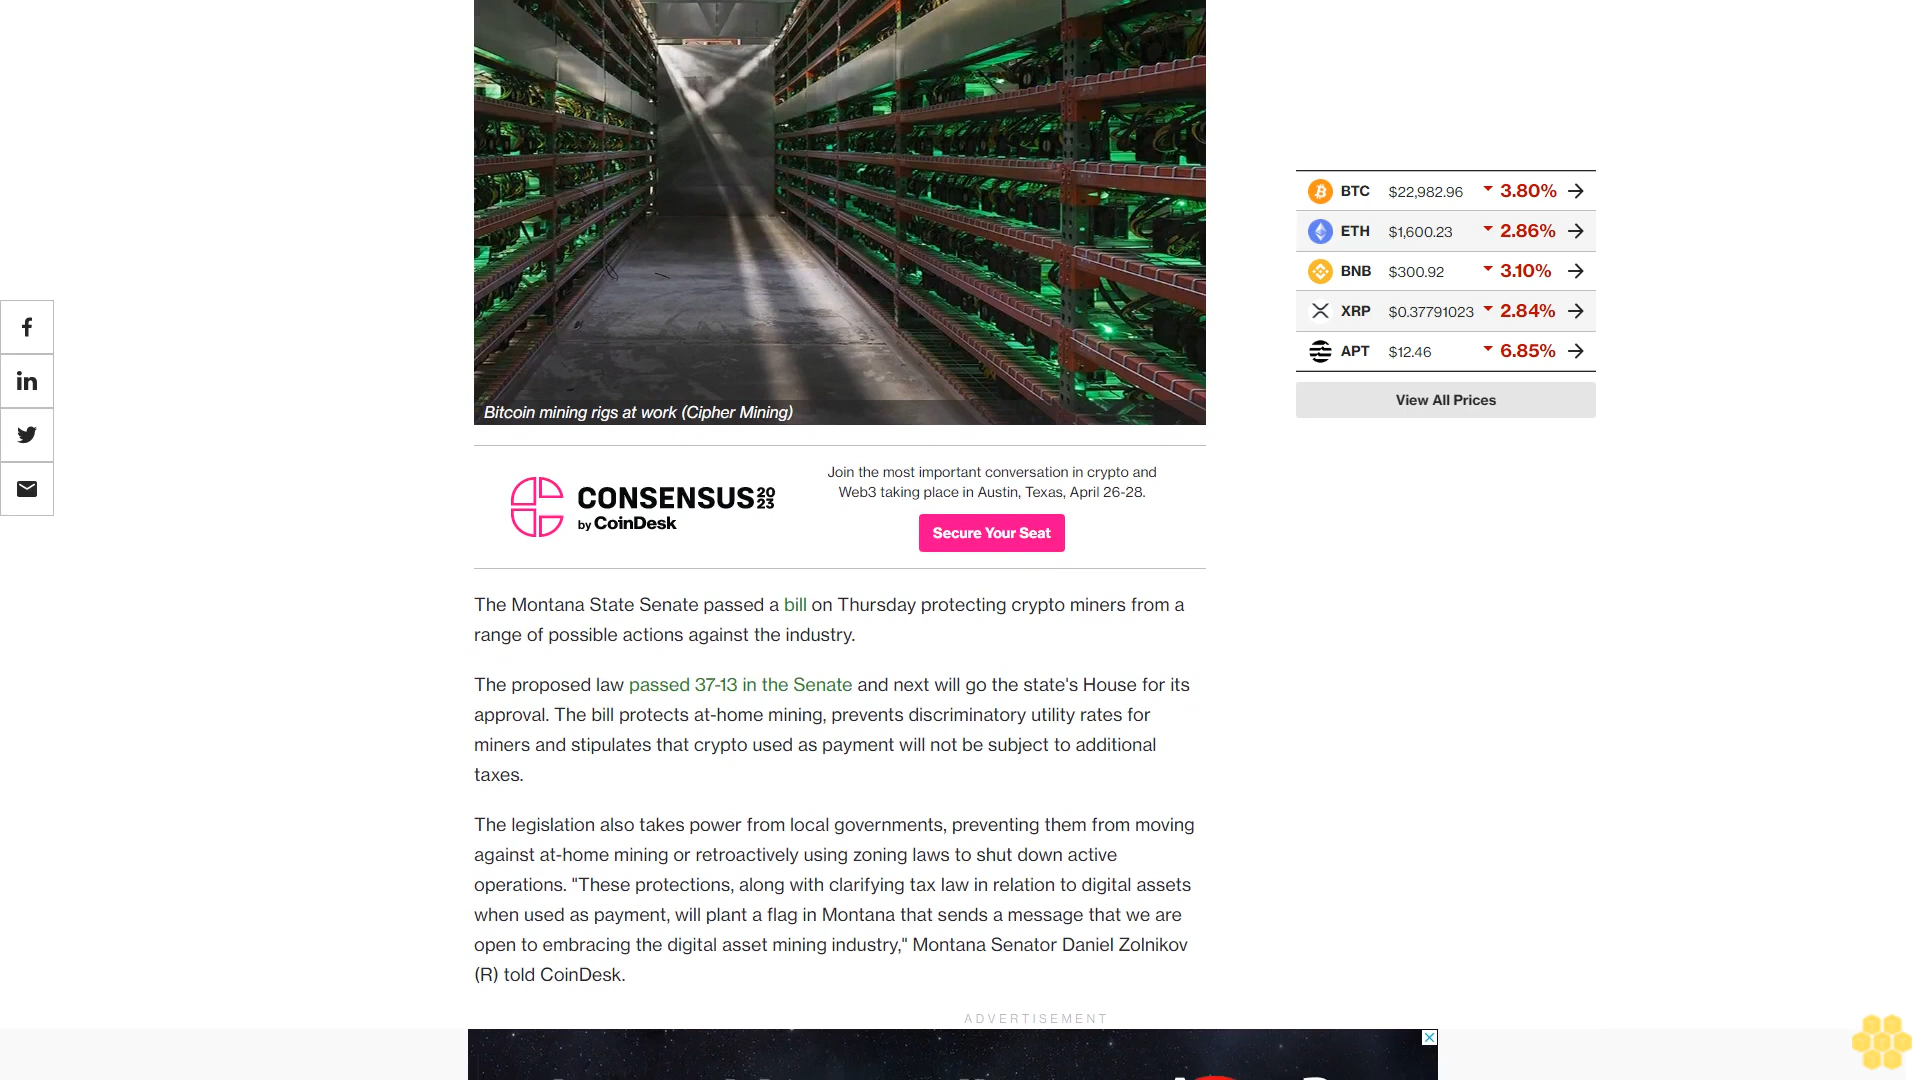 Bitcoin mining rigs at work (Cipher Mining)
CONSENSUS 2023
by CoinDesk
Join the most important conversation in crypto and
Web3 taking place in Austin, Texas, April 26-28.
Secure Your Seat
The Montana State Senate passed a bill on Thursday protecting crypto miners from a
range of possible actions against the industry.
The proposed law passed 37-13 in the Senate and next will go the state's House for its
approval. The bill protects at-home mining, prevents discriminatory utility rates for
miners and stipulates that crypto used as payment will not be subject to additional
taxes.
The legislation also takes power from local governments, preventing them from moving
against at-home mining or retroactively using zoning laws to shut down active
operations. "These protections, along with clarifying tax law in relation to digital assets
when used as payment, will plant a flag in Montana that sends a message that we are
open to embracing the digital asset mining industry," Montana Senator Daniel Zolnikov
(R) told CoinDesk.
ADVERTISEMENT
BTC $22,982.96 3.80%
ETH $1,600.23 2.86%
BNB $300.92 3.10%
XRP $0.37791023 2.84%
APT $12.46 6.85%
View All Prices